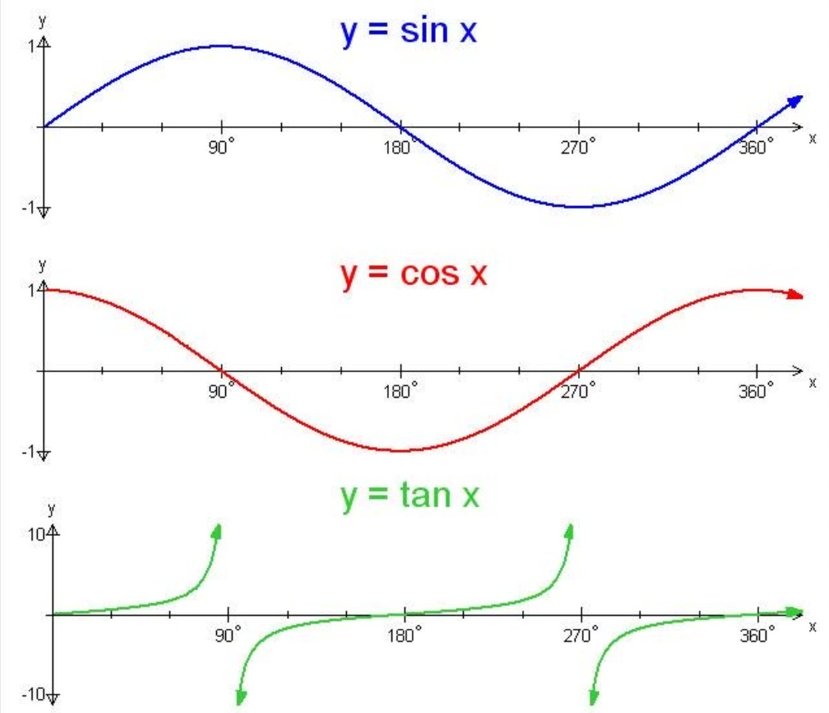 y
y = sin x
1
90° 180° 270° 360° x
-1
y
y = cos x
1
90° 180° 270° 360° x
-1
y = tan x
y
10
90° 180° 270° 360° x
-10